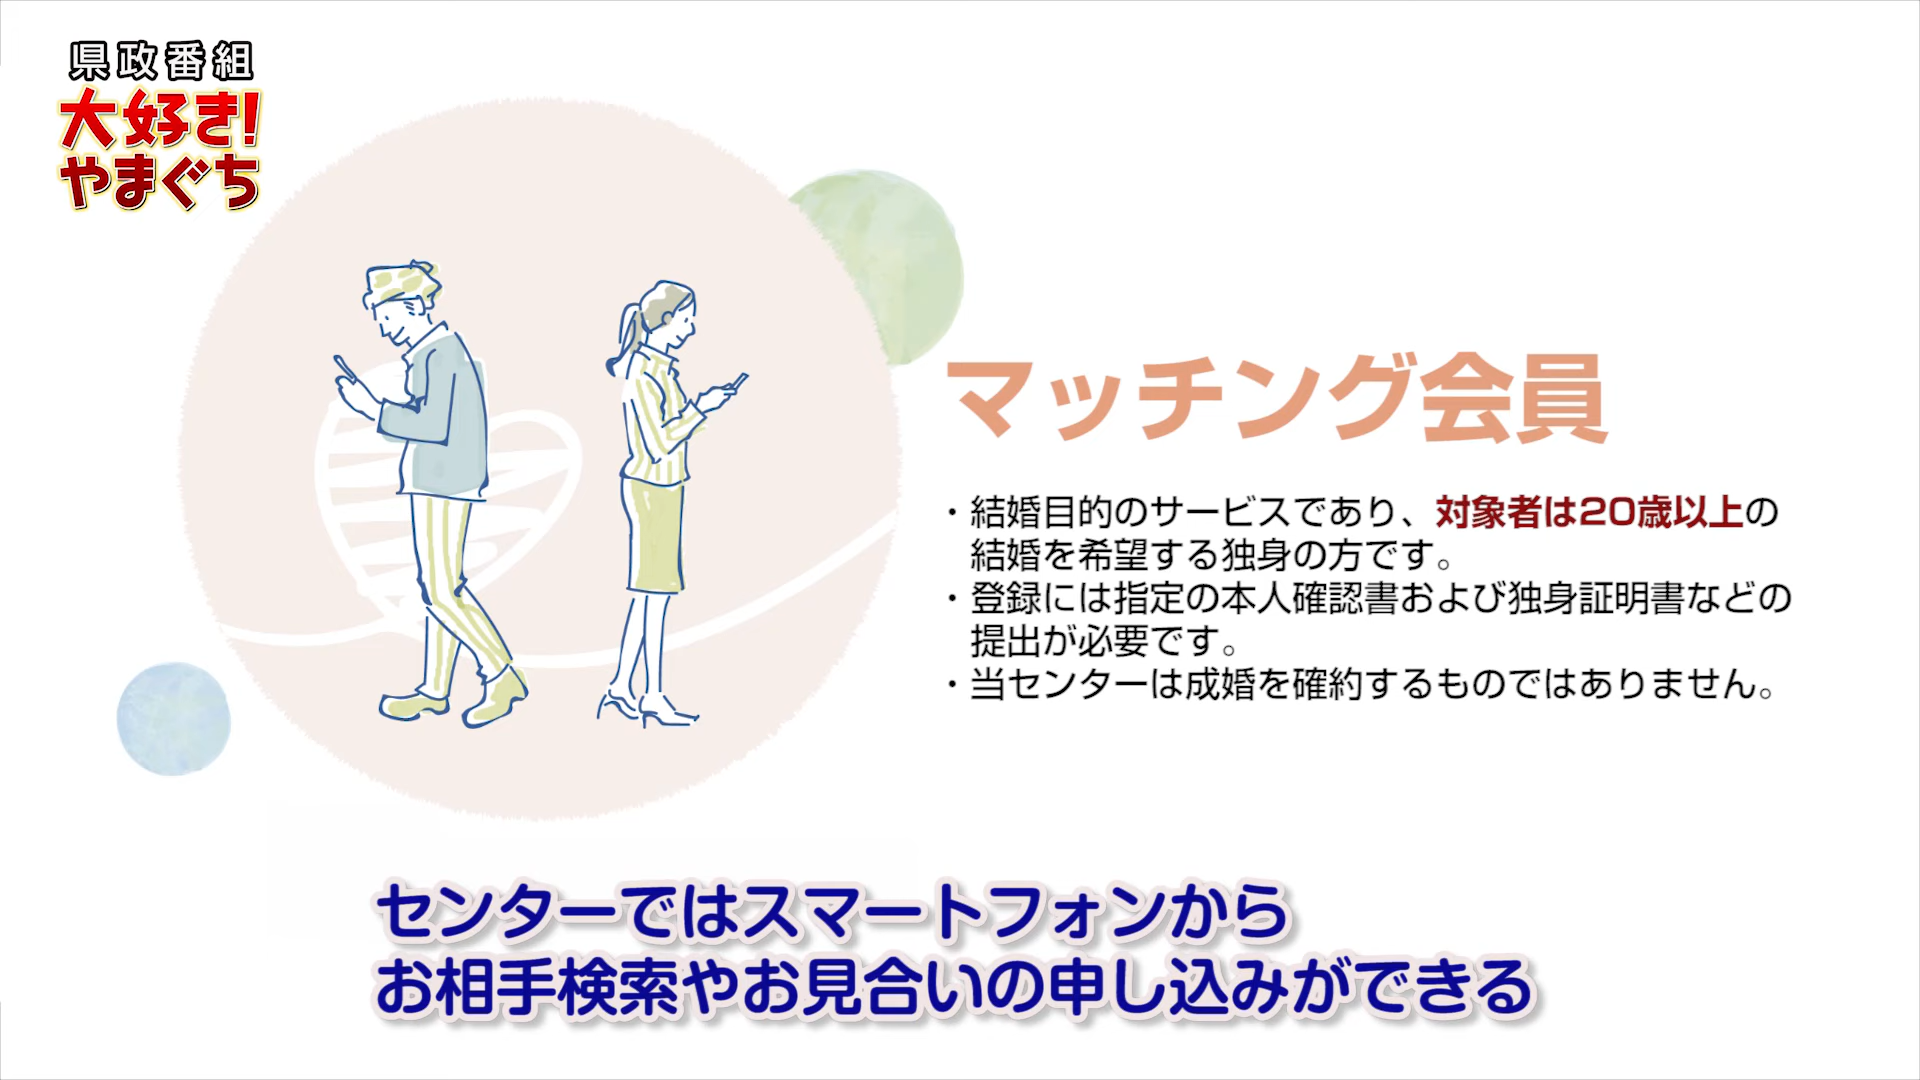 県政番組
大好き!
やまぐち
マッチング会員
・結婚目的のサービスであり、対象者は20歳以上の
結婚を希望する独身の方です。
・登録には指定の本人確認書および独身証明書などの
提出が必要です。
・当センターは成婚を確約するものではありません。
センターではスマートフォンから
お相手検索やお見合いの申し込みができる